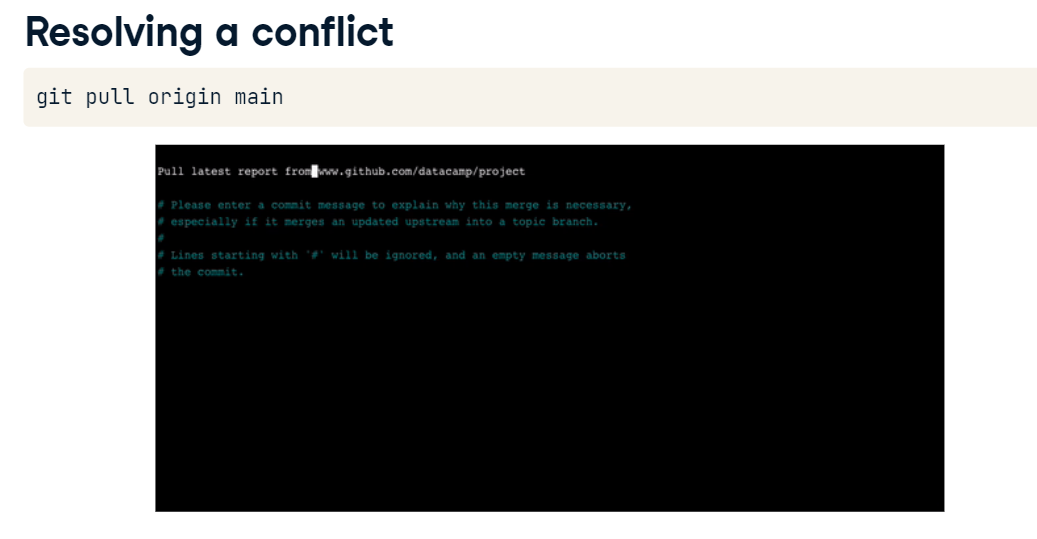 Resolving a conflict
git pull origin main
Pull latest report from www.github.com/datacamp/project
# Please enter a commit message to explain why this merge is necessary,
# especially if it merges an updated upstream into a topic branch.
#
# Lines starting with '#' will be ignored, and an empty message aborts
# the commit.